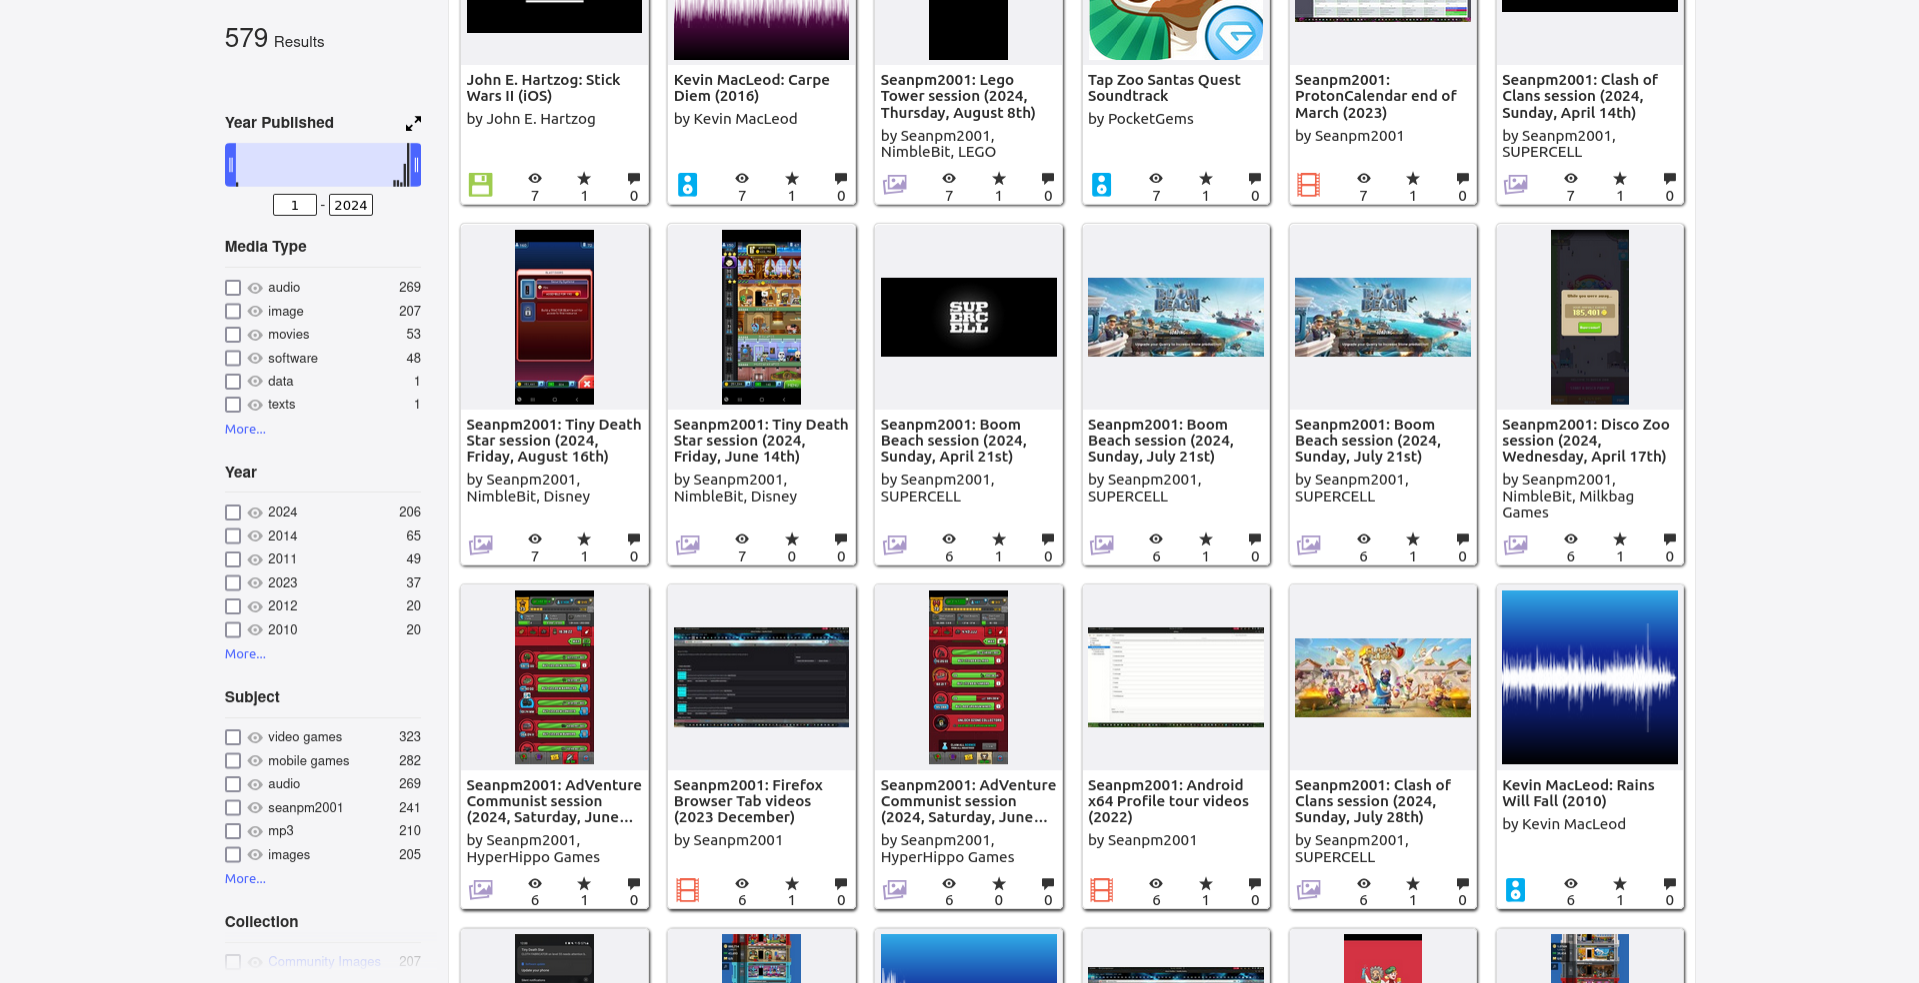 579 Results
Year Published
1 - 2024
Media Type
audio 269
image 207
movies 53
software 48
data 1
texts 1
More...
Year
2024 206
2014 65
2011 49
2023 37
2012 20
2010 20
More...
Subject
video games 323
mobile games 282
audio 269
seanpm2001 241
mp3 210
images 205
More...
Collection
Community Images 207
John E. Hartzog: Stick
Wars II (iOS)
by John E. Hartzog
7 1 0
Kevin MacLeod: Carpe
Diem (2016)
by Kevin MacLeod
7 1 0
Seanpm2001: Lego
Tower session (2024,
Thursday, August 8th)
by Seanpm2001,
NimbleBit, LEGO
7 1 0
Tap Zoo Santas Quest
Soundtrack
by PocketGems
7 1 0
Seanpm2001:
ProtonCalendar end of
March (2023)
by Seanpm2001
7 1 0
Seanpm2001: Clash of
Clans session (2024,
Sunday, April 14th)
by Seanpm2001,
SUPERCELL
7 1 0
Seanpm2001: Tiny Death
Star session (2024,
Friday, August 16th)
by Seanpm2001,
NimbleBit, Disney
7 1 0
Seanpm2001: Tiny Death
Star session (2024,
Friday, June 14th)
by Seanpm2001,
NimbleBit, Disney
7 0 0
SUP
ERC
ELL
Seanpm2001: Boom
Beach session (2024,
Sunday, April 21st)
by Seanpm2001,
SUPERCELL
6 1 0
BOOM
BEACH
Seanpm2001: Boom
Beach session (2024,
Sunday, July 21st)
by Seanpm2001,
SUPERCELL
6 1 0
BOOM
BEACH
Seanpm2001: Boom
Beach session (2024,
Sunday, July 21st)
by Seanpm2001,
SUPERCELL
6 1 0
While you were away...
185,401
Seanpm2001: Disco Zoo
session (2024,
Wednesday, April 17th)
by Seanpm2001,
NimbleBit, Milkbag
Games
6 1 0
Seanpm2001: AdVenture
Communist session
(2024, Saturday, June...
by Seanpm2001,
HyperHippo Games
6 1 0
Seanpm2001: Firefox
Browser Tab videos
(2023 December)
by Seanpm2001
6 1 0
Seanpm2001: AdVenture
Communist session
(2024, Saturday, June...
by Seanpm2001,
HyperHippo Games
6 0 0
Seanpm2001: Android
x64 Profile tour videos
(2022)
by Seanpm2001
6 1 0
Seanpm2001: Clash of
Clans session (2024,
Sunday, July 28th)
by Seanpm2001,
SUPERCELL
6 1 0
Kevin MacLeod: Rains
Will Fall (2010)
by Kevin MacLeod
6 1 0